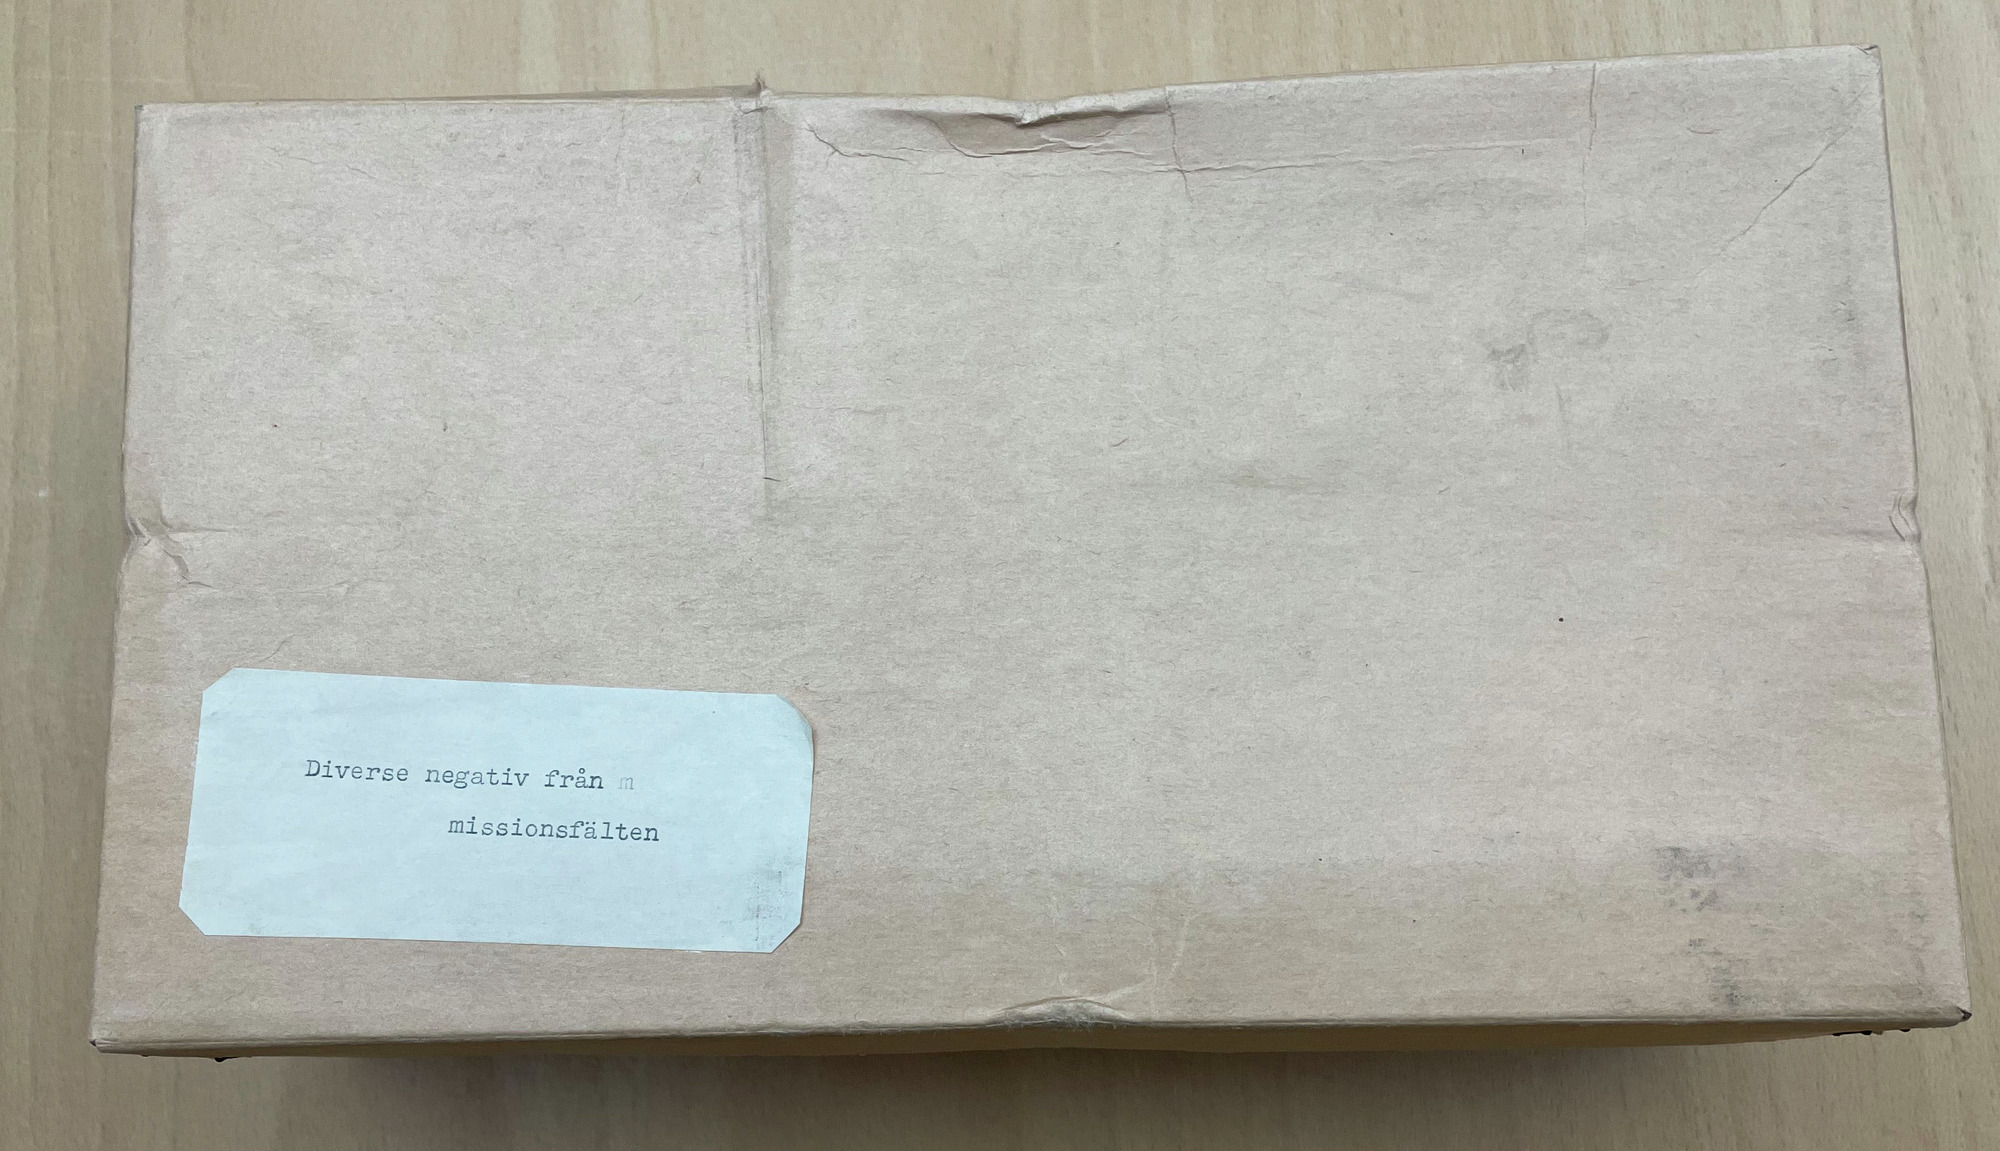 Diverse negativ från m
missionsfälten